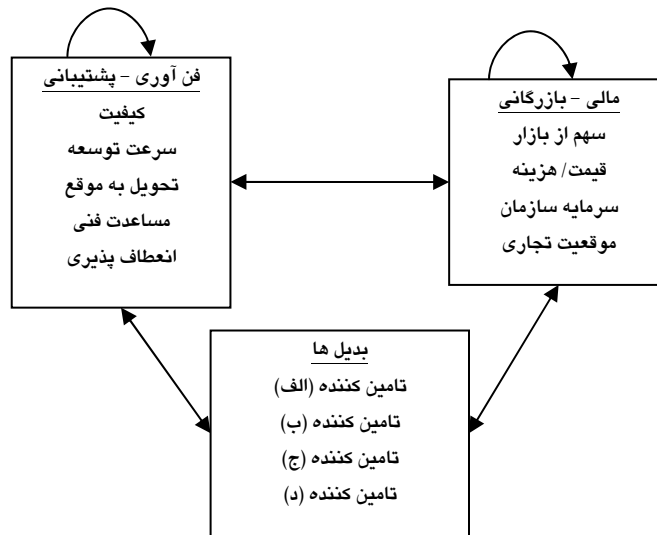 فن آوری – پشتیبانی
کیفیت
سرعت توسعه
تحویل به موقع
مساعدت فنی
انعطاف پذیری
مالی – بازرگانی
سهم از بازار
قیمت/ هزینه
سرمایه سازمان
موقعیت تجاری
بدیل ها
تامین کننده (الف)
تامین کننده (ب)
تامین کننده (ج)
تامین کننده (د)